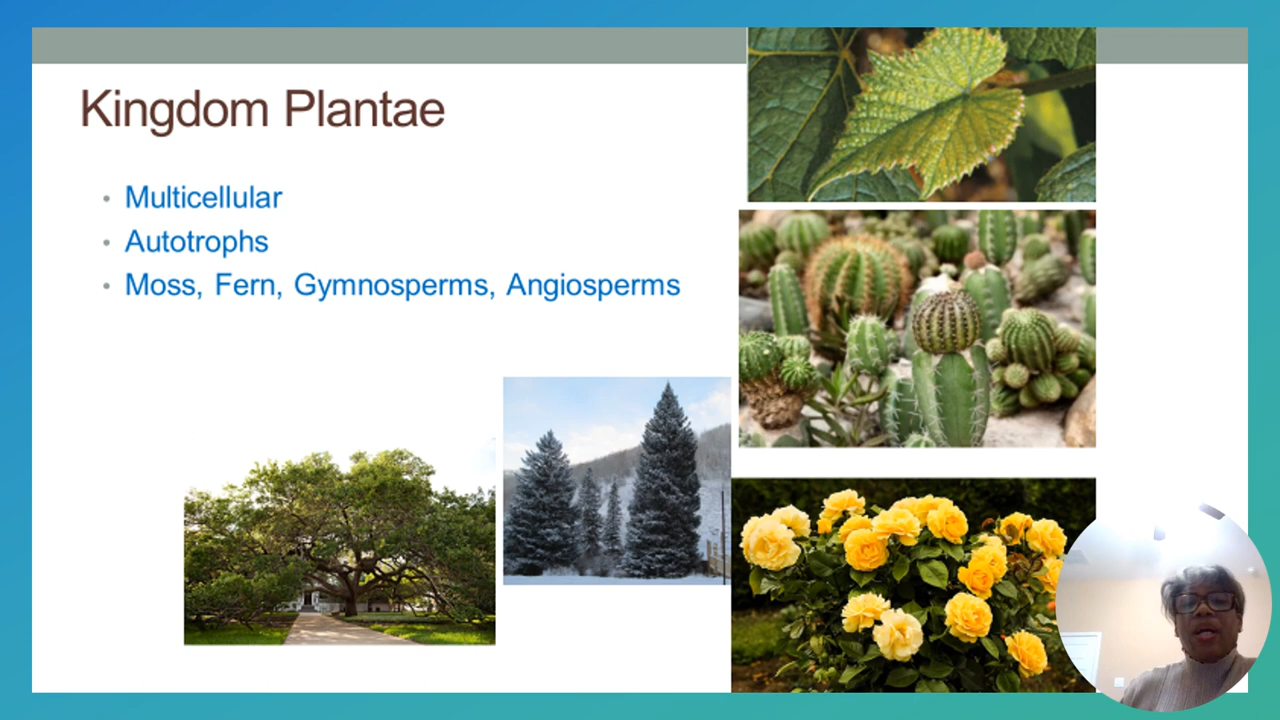 Kingdom Plantae
• Multicellular
• Autotrophs
• Moss, Fern, Gymnosperms, Angiosperms